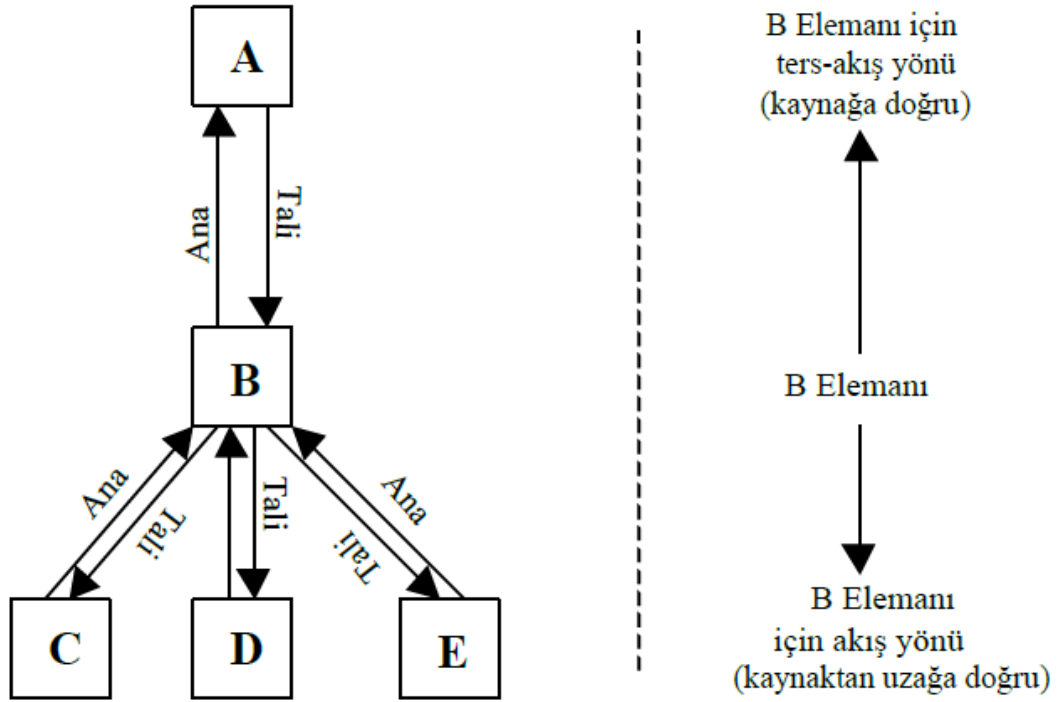 A
Ana
Tali
B
Ana
Tali
Tali
Tali
Ana
C
D
E
B Elemanı için
ters-akış yönü
(kaynağa doğru)
B Elemanı
B Elemanı
için akış yönü
(kaynaktan uzağa doğru)